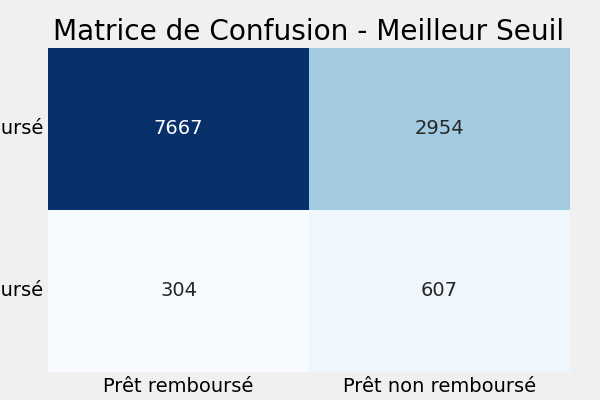 Matrice de Confusion - Meilleur Seuil
ursé 7667 2954
ursé 304 607
Prêt remboursé Prêt non remboursé